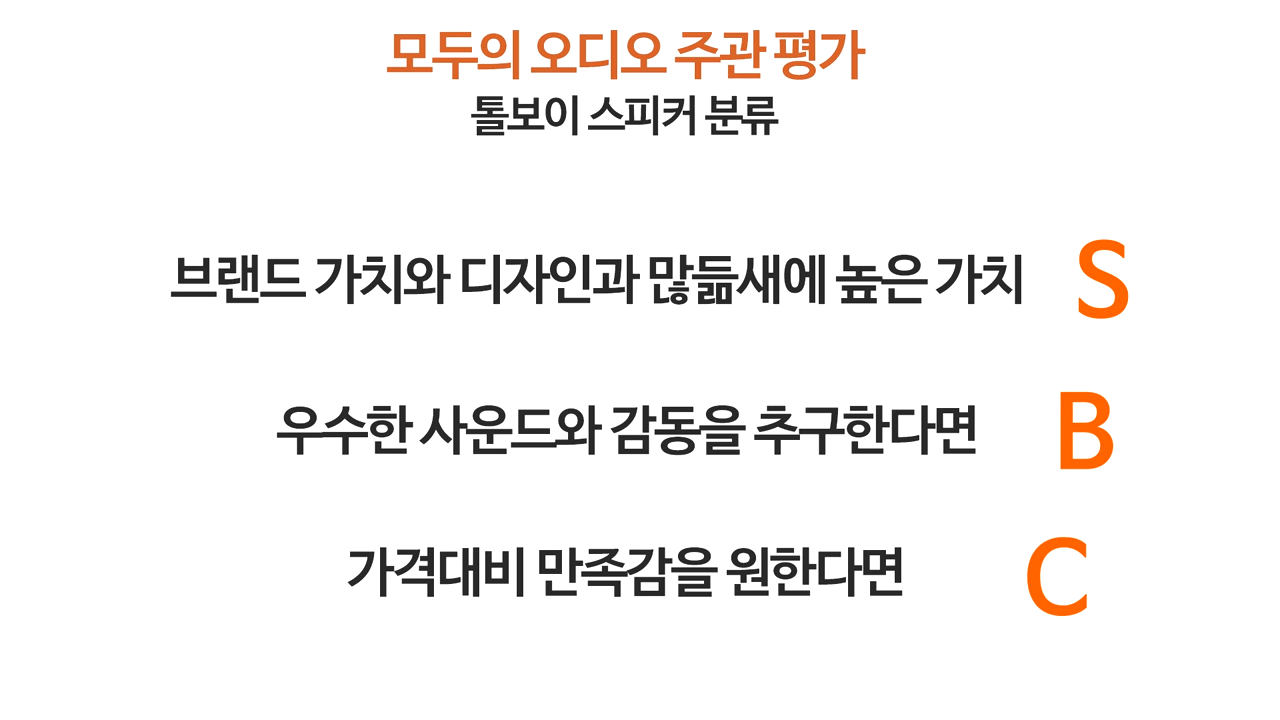 모두의 오디오 주관 평가
톨보이 스피커 분류
브랜드 가치와 디자인과 많듦새에 높은 가치 S
우수한 사운드와 감동을 추구한다면 B
가격대비 만족감을 원한다면 C